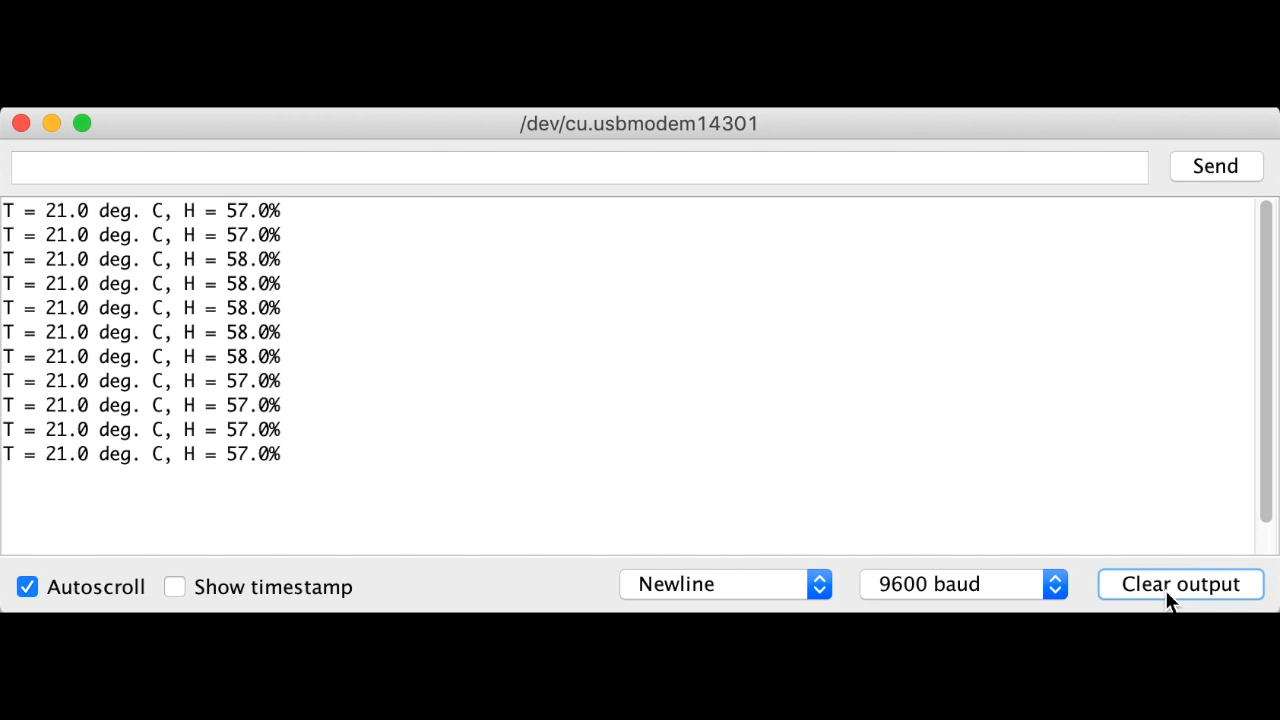 /dev/cu.usbmodem14301
Send
T = 21.0 deg. C, H = 57.0%
T = 21.0 deg. C, H = 57.0%
T = 21.0 deg. C, H = 58.0%
T = 21.0 deg. C, H = 58.0%
T = 21.0 deg. C, H = 58.0%
T = 21.0 deg. C, H = 58.0%
T = 21.0 deg. C, H = 58.0%
T = 21.0 deg. C, H = 57.0%
T = 21.0 deg. C, H = 57.0%
T = 21.0 deg. C, H = 57.0%
T = 21.0 deg. C, H = 57.0%
Autoscroll Show timestamp Newline 9600 baud Clear output